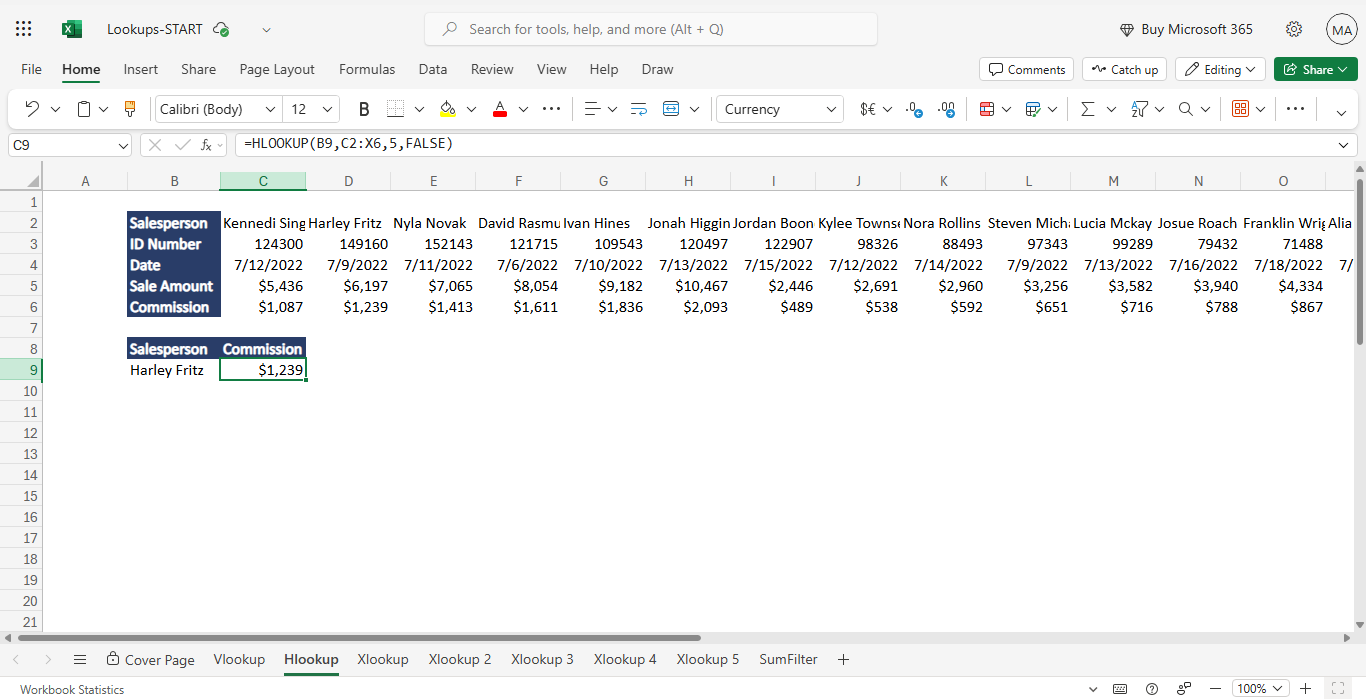 Lookups-START
Search for tools, help, and more (Alt + Q)
Buy Microsoft 365
MA
File Home Insert Share Page Layout Formulas Data Review View Help Draw
Comments Catch up Editing Share
Calibri (Body) 12 B A Currency $€ .0 .00
C9 fx =HLOOKUP(B9,C2:X6,5,FALSE)
A B C D E F G H I J K L M N O
1
2 Salesperson Kennedi Sing Harley Fritz Nyla Novak David Rasmu Ivan Hines Jonah Higgin Jordan Boon Kylee Towns Nora Rollins Steven Mich Lucia Mckay Josue Roach Franklin Wrig Alia
3 ID Number 124300 149160 152143 121715 109543 120497 122907 98326 88493 97343 99289 79432 71488
4 Date 7/12/2022 7/9/2022 7/11/2022 7/6/2022 7/10/2022 7/13/2022 7/15/2022 7/12/2022 7/14/2022 7/9/2022 7/13/2022 7/16/2022 7/18/2022 7/
5 Sale Amount $5,436 $6,197 $7,065 $8,054 $9,182 $10,467 $2,446 $2,691 $2,960 $3,256 $3,582 $3,940 $4,334
6 Commission $1,087 $1,239 $1,413 $1,611 $1,836 $2,093 $489 $538 $592 $651 $716 $788 $867
7
8 Salesperson Commission
9 Harley Fritz $1,239
10
11
12
13
14
15
16
17
18
19
20
21
Cover Page Vlookup Hlookup Xlookup Xlookup 2 Xlookup 3 Xlookup 4 Xlookup 5 SumFilter
Workbook Statistics
100%